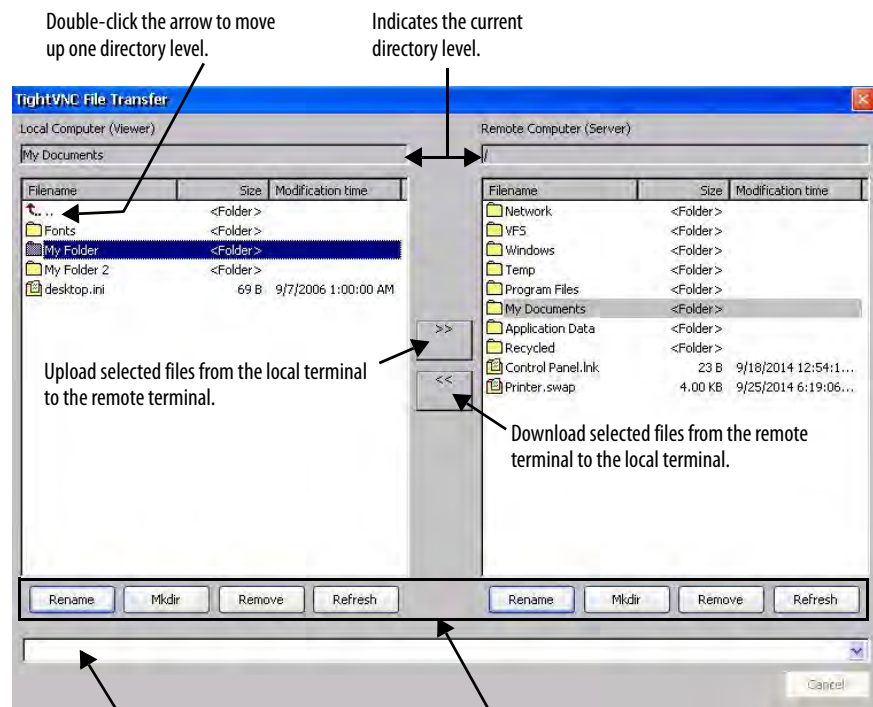 Double-click the arrow to move
up one directory level.
Indicates the current
directory level.
TightVNC File Transfer
Local Computer (Viewer)
Remote Computer (Server)
My Documents
/
Filename Size Modification time
.. <Folder>
Fonts <Folder>
My Folder
My Folder 2 <Folder>
desktop.ini 69 B 9/7/2006 1:00:00 AM
Filename Size Modification time
Network <Folder>
VFS <Folder>
Windows <Folder>
Temp <Folder>
Program Files <Folder>
My Documents <Folder>
Application Data <Folder>
Recycled <Folder>
Control Panel.lnk 23 B 9/18/2014 12:54:1...
Printer.swap 4.00 KB 9/25/2014 6:19:06...
>>
<<
Upload selected files from the local terminal
to the remote terminal.
Download selected files from the remote
terminal to the local terminal.
Rename Mkdir Remove Refresh
Rename Mkdir Remove Refresh
Cancel